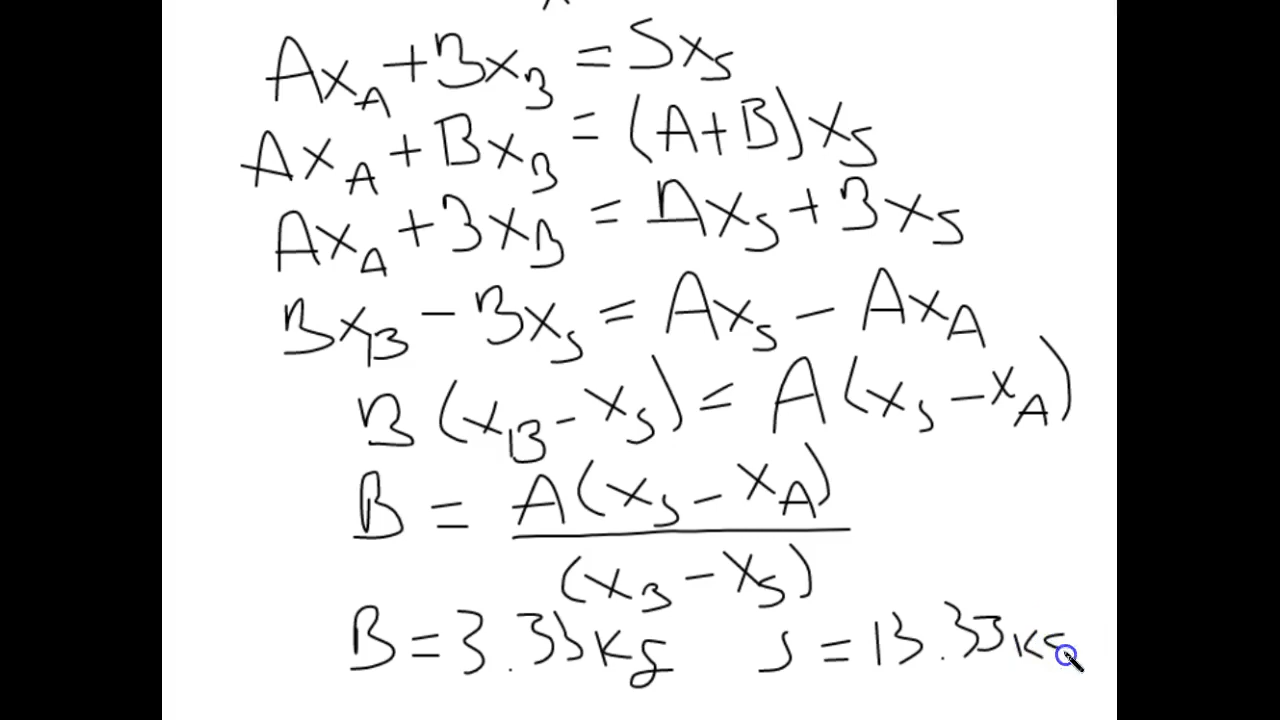 Ax_A + Bx_B = Sx_S
Ax_A + Bx_B = (A+B)x_S
Ax_A + Bx_B = Ax_S + Bx_S
Bx_B - Bx_S = Ax_S - Ax_A
B(x_B - x_S) = A(x_S - x_A)
B = A(x_S - x_A)
(x_B - x_S)
B = 3.33kg S = 13.33kg